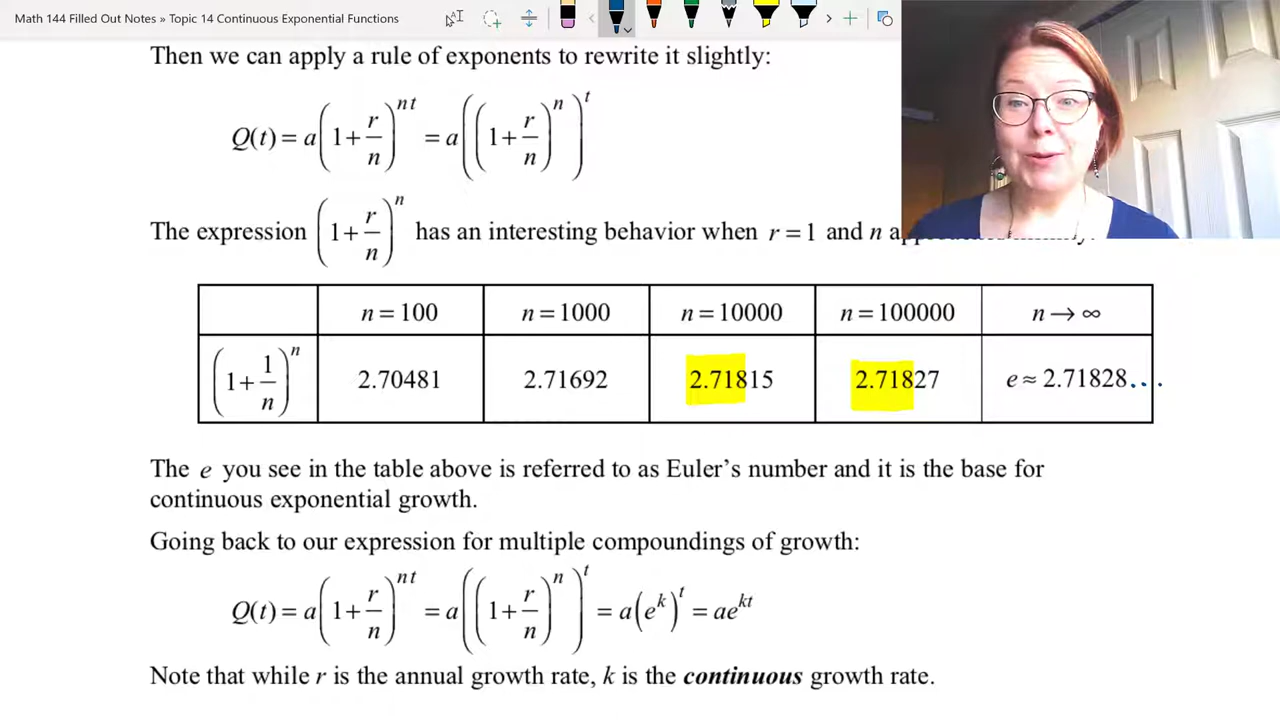 Math 144 Filled Out Notes » Topic 14 Continuous Exponential Functions
Then we can apply a rule of exponents to rewrite it slightly:
Q(t) = a(1+r/n)^nt = a((1+r/n)^n)^t
The expression (1+r/n)^n has an interesting behavior when r = 1 and n
n = 100 n = 1000 n = 10000 n = 100000 n → ∞
(1+1/n)^n 2.70481 2.71692 2.71815 2.71827 e ≈ 2.71828...
The e you see in the table above is referred to as Euler's number and it is the base for
continuous exponential growth.
Going back to our expression for multiple compoundings of growth:
Q(t) = a(1+r/n)^nt = a((1+r/n)^n)^t = a(e^k)^t = ae^kt
Note that while r is the annual growth rate, k is the continuous growth rate.